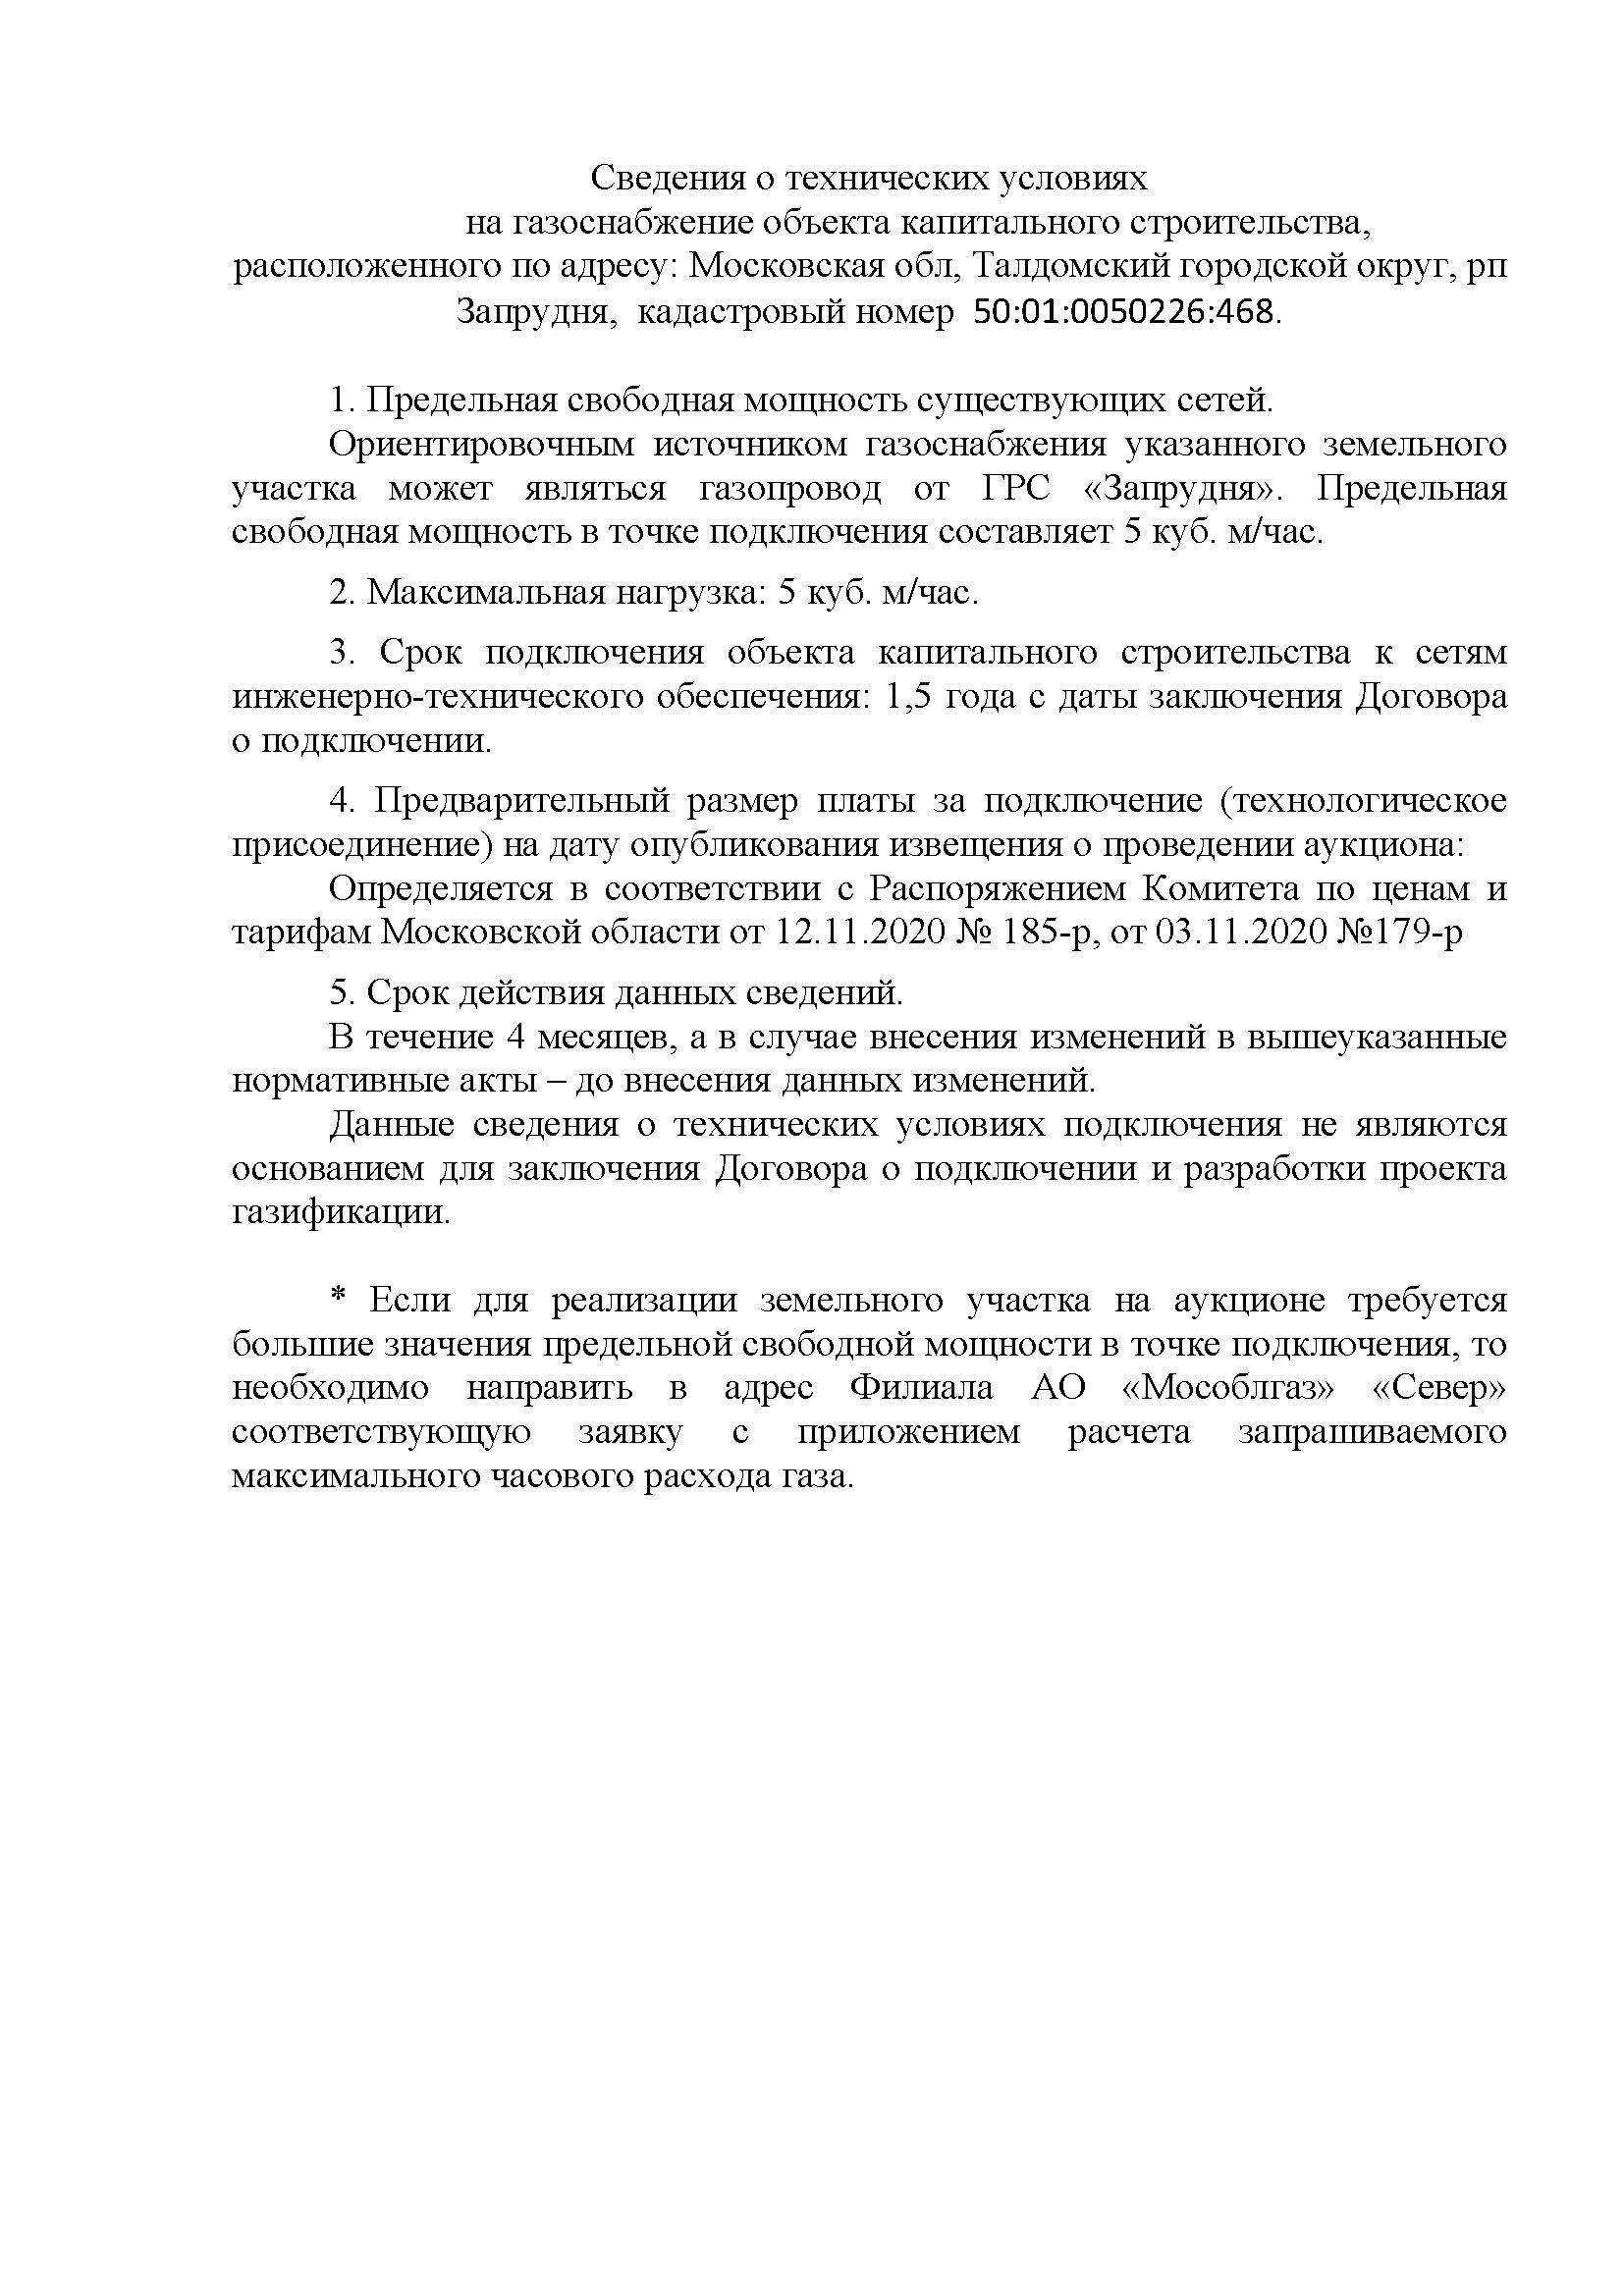 Сведения о технических условиях
на газоснабжение объекта капитального строительства,
расположенного по адресу: Московская обл, Талдомский городской округ, рп
Запрудня, кадастровый номер 50:01:0050226:468.
1. Предельная свободная мощность существующих сетей.
Ориентировочным источником газоснабжения указанного земельного
участка может являться газопровод от ГРС «Запрудня». Предельная
свободная мощность в точке подключения составляет 5 куб. м/час.
2. Максимальная нагрузка: 5 куб. м/час.
3. Срок подключения объекта капитального строительства к сетям
инженерно-технического обеспечения: 1,5 года с даты заключения Договора
о подключении.
4. Предварительный размер платы за подключение (технологическое
присоединение) на дату опубликования извещения о проведении аукциона:
Определяется в соответствии с Распоряжением Комитета по ценам и
тарифам Московской области от 12.11.2020 № 185-р, от 03.11.2020 №179-р
5. Срок действия данных сведений.
В течение 4 месяцев, а в случае внесения изменений в вышеуказанные
нормативные акты – до внесения данных изменений.
Данные сведения о технических условиях подключения не являются
основанием для заключения Договора о подключении и разработки проекта
газификации.
* Если для реализации земельного участка на аукционе требуется
большие значения предельной свободной мощности в точке подключения, то
необходимо направить в адрес Филиала АО «Мособлгаз» «Север»
соответствующую заявку с приложением расчета запрашиваемого
максимального часового расхода газа.